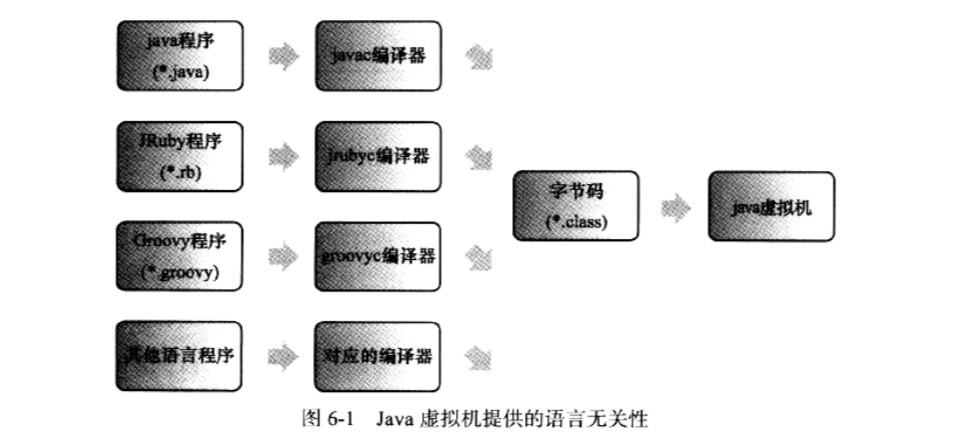 java程序
(*.java)
javac编译器
JRuby程序
(*.rb)
jrubyc编译器
字节码
(*.class)
java虚拟机
Groovy程序
(*.groovy)
groovyc编译器
其他语言程序
对应的编译器
图 6-1 Java 虚拟机提供的语言无关性